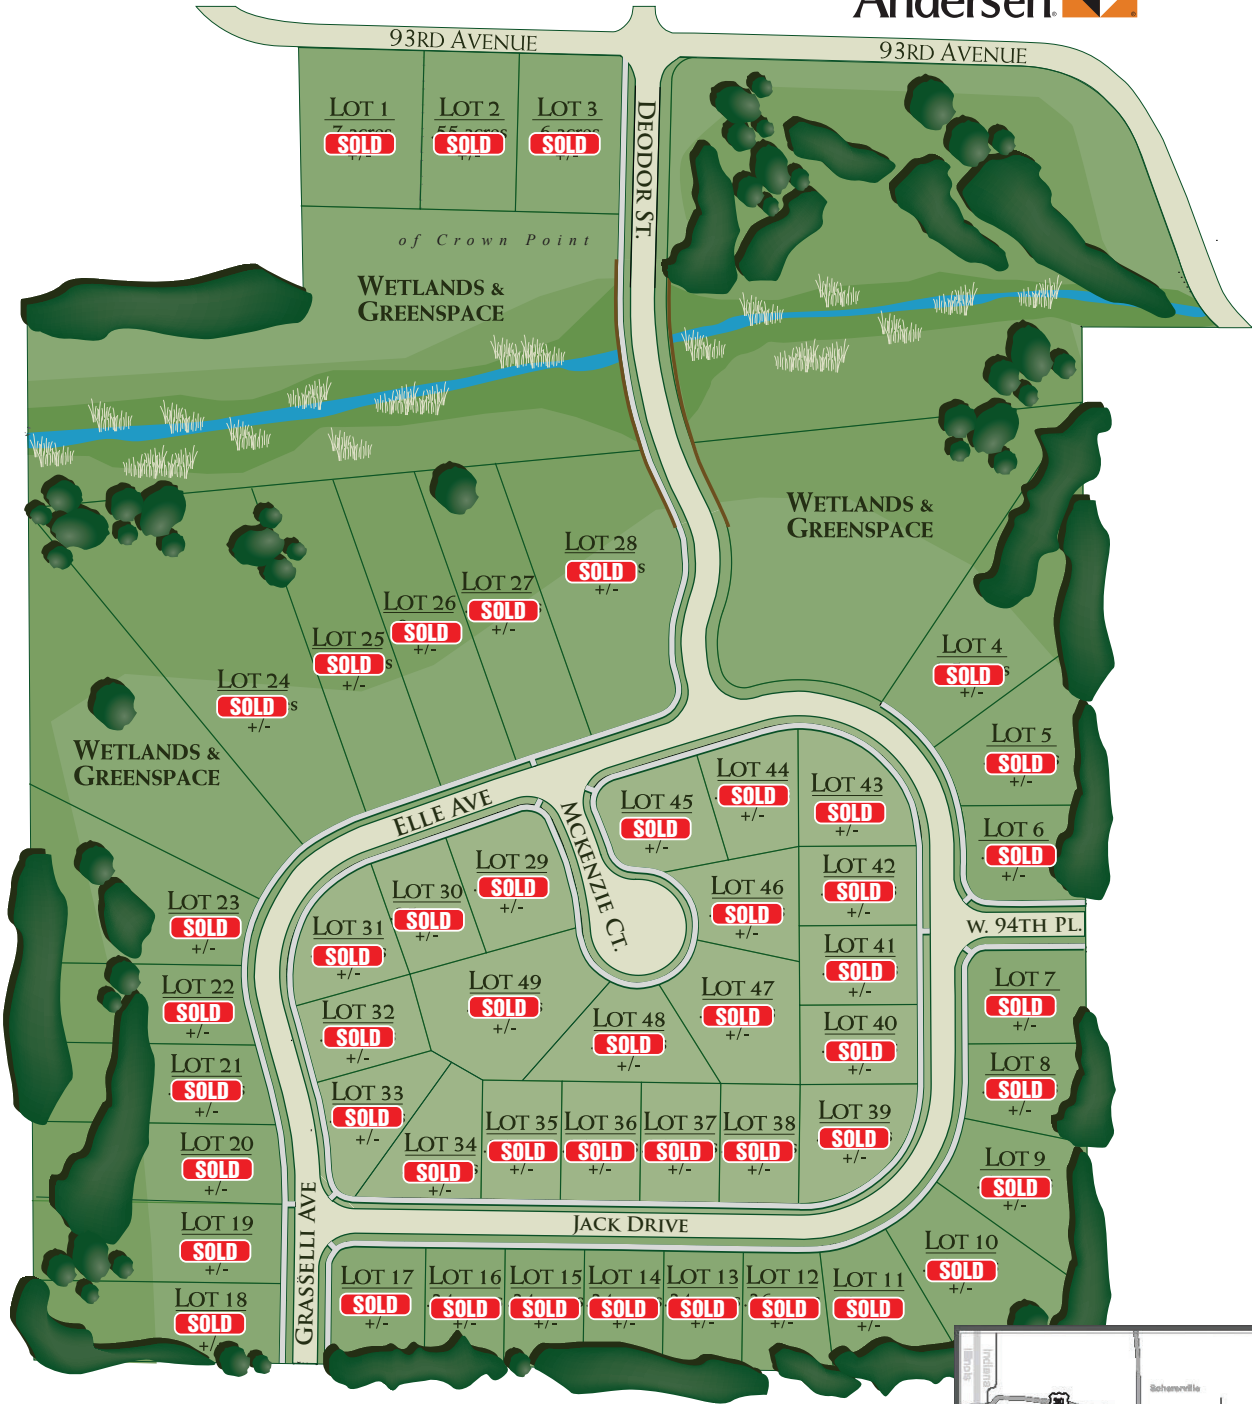 Andersen
93RD AVENUE
93RD AVENUE
DEODOR ST.
LOT 1
SOLD
+/-
LOT 2
SOLD
+/-
LOT 3
SOLD
+/-
of Crown Point
WETLANDS &
GREENSPACE
WETLANDS &
GREENSPACE
LOT 28
SOLD
+/-
LOT 27
SOLD
+/-
LOT 26
SOLD
+/-
LOT 25
SOLD
+/-
LOT 24
SOLD
+/-
LOT 4
SOLD
+/-
LOT 5
SOLD
+/-
LOT 6
SOLD
+/-
WETLANDS &
GREENSPACE
ELLE AVE
MCKENZIE CT.
LOT 45
SOLD
+/-
LOT 44
SOLD
+/-
LOT 43
SOLD
+/-
LOT 42
SOLD
+/-
LOT 46
SOLD
+/-
LOT 29
SOLD
+/-
LOT 30
SOLD
+/-
LOT 31
SOLD
+/-
LOT 23
SOLD
+/-
W. 94TH PL.
LOT 41
SOLD
+/-
LOT 47
SOLD
+/-
LOT 49
SOLD
+/-
LOT 22
SOLD
+/-
LOT 32
SOLD
+/-
LOT 48
SOLD
+/-
LOT 40
SOLD
+/-
LOT 7
SOLD
+/-
LOT 8
SOLD
+/-
LOT 21
SOLD
+/-
LOT 33
SOLD
+/-
LOT 34
SOLD
+/-
LOT 35
SOLD
+/-
LOT 36
SOLD
+/-
LOT 37
SOLD
+/-
LOT 38
SOLD
+/-
LOT 39
SOLD
+/-
LOT 20
SOLD
+/-
LOT 9
SOLD
+/-
LOT 19
SOLD
+/-
GRASSELLI AVE
JACK DRIVE
LOT 10
SOLD
+/-
LOT 18
SOLD
+/-
LOT 17
SOLD
+/-
LOT 16
SOLD
+/-
LOT 15
SOLD
+/-
LOT 14
SOLD
+/-
LOT 13
SOLD
+/-
LOT 12
SOLD
+/-
LOT 11
SOLD
+/-
Illinois
Indiana
Schererville